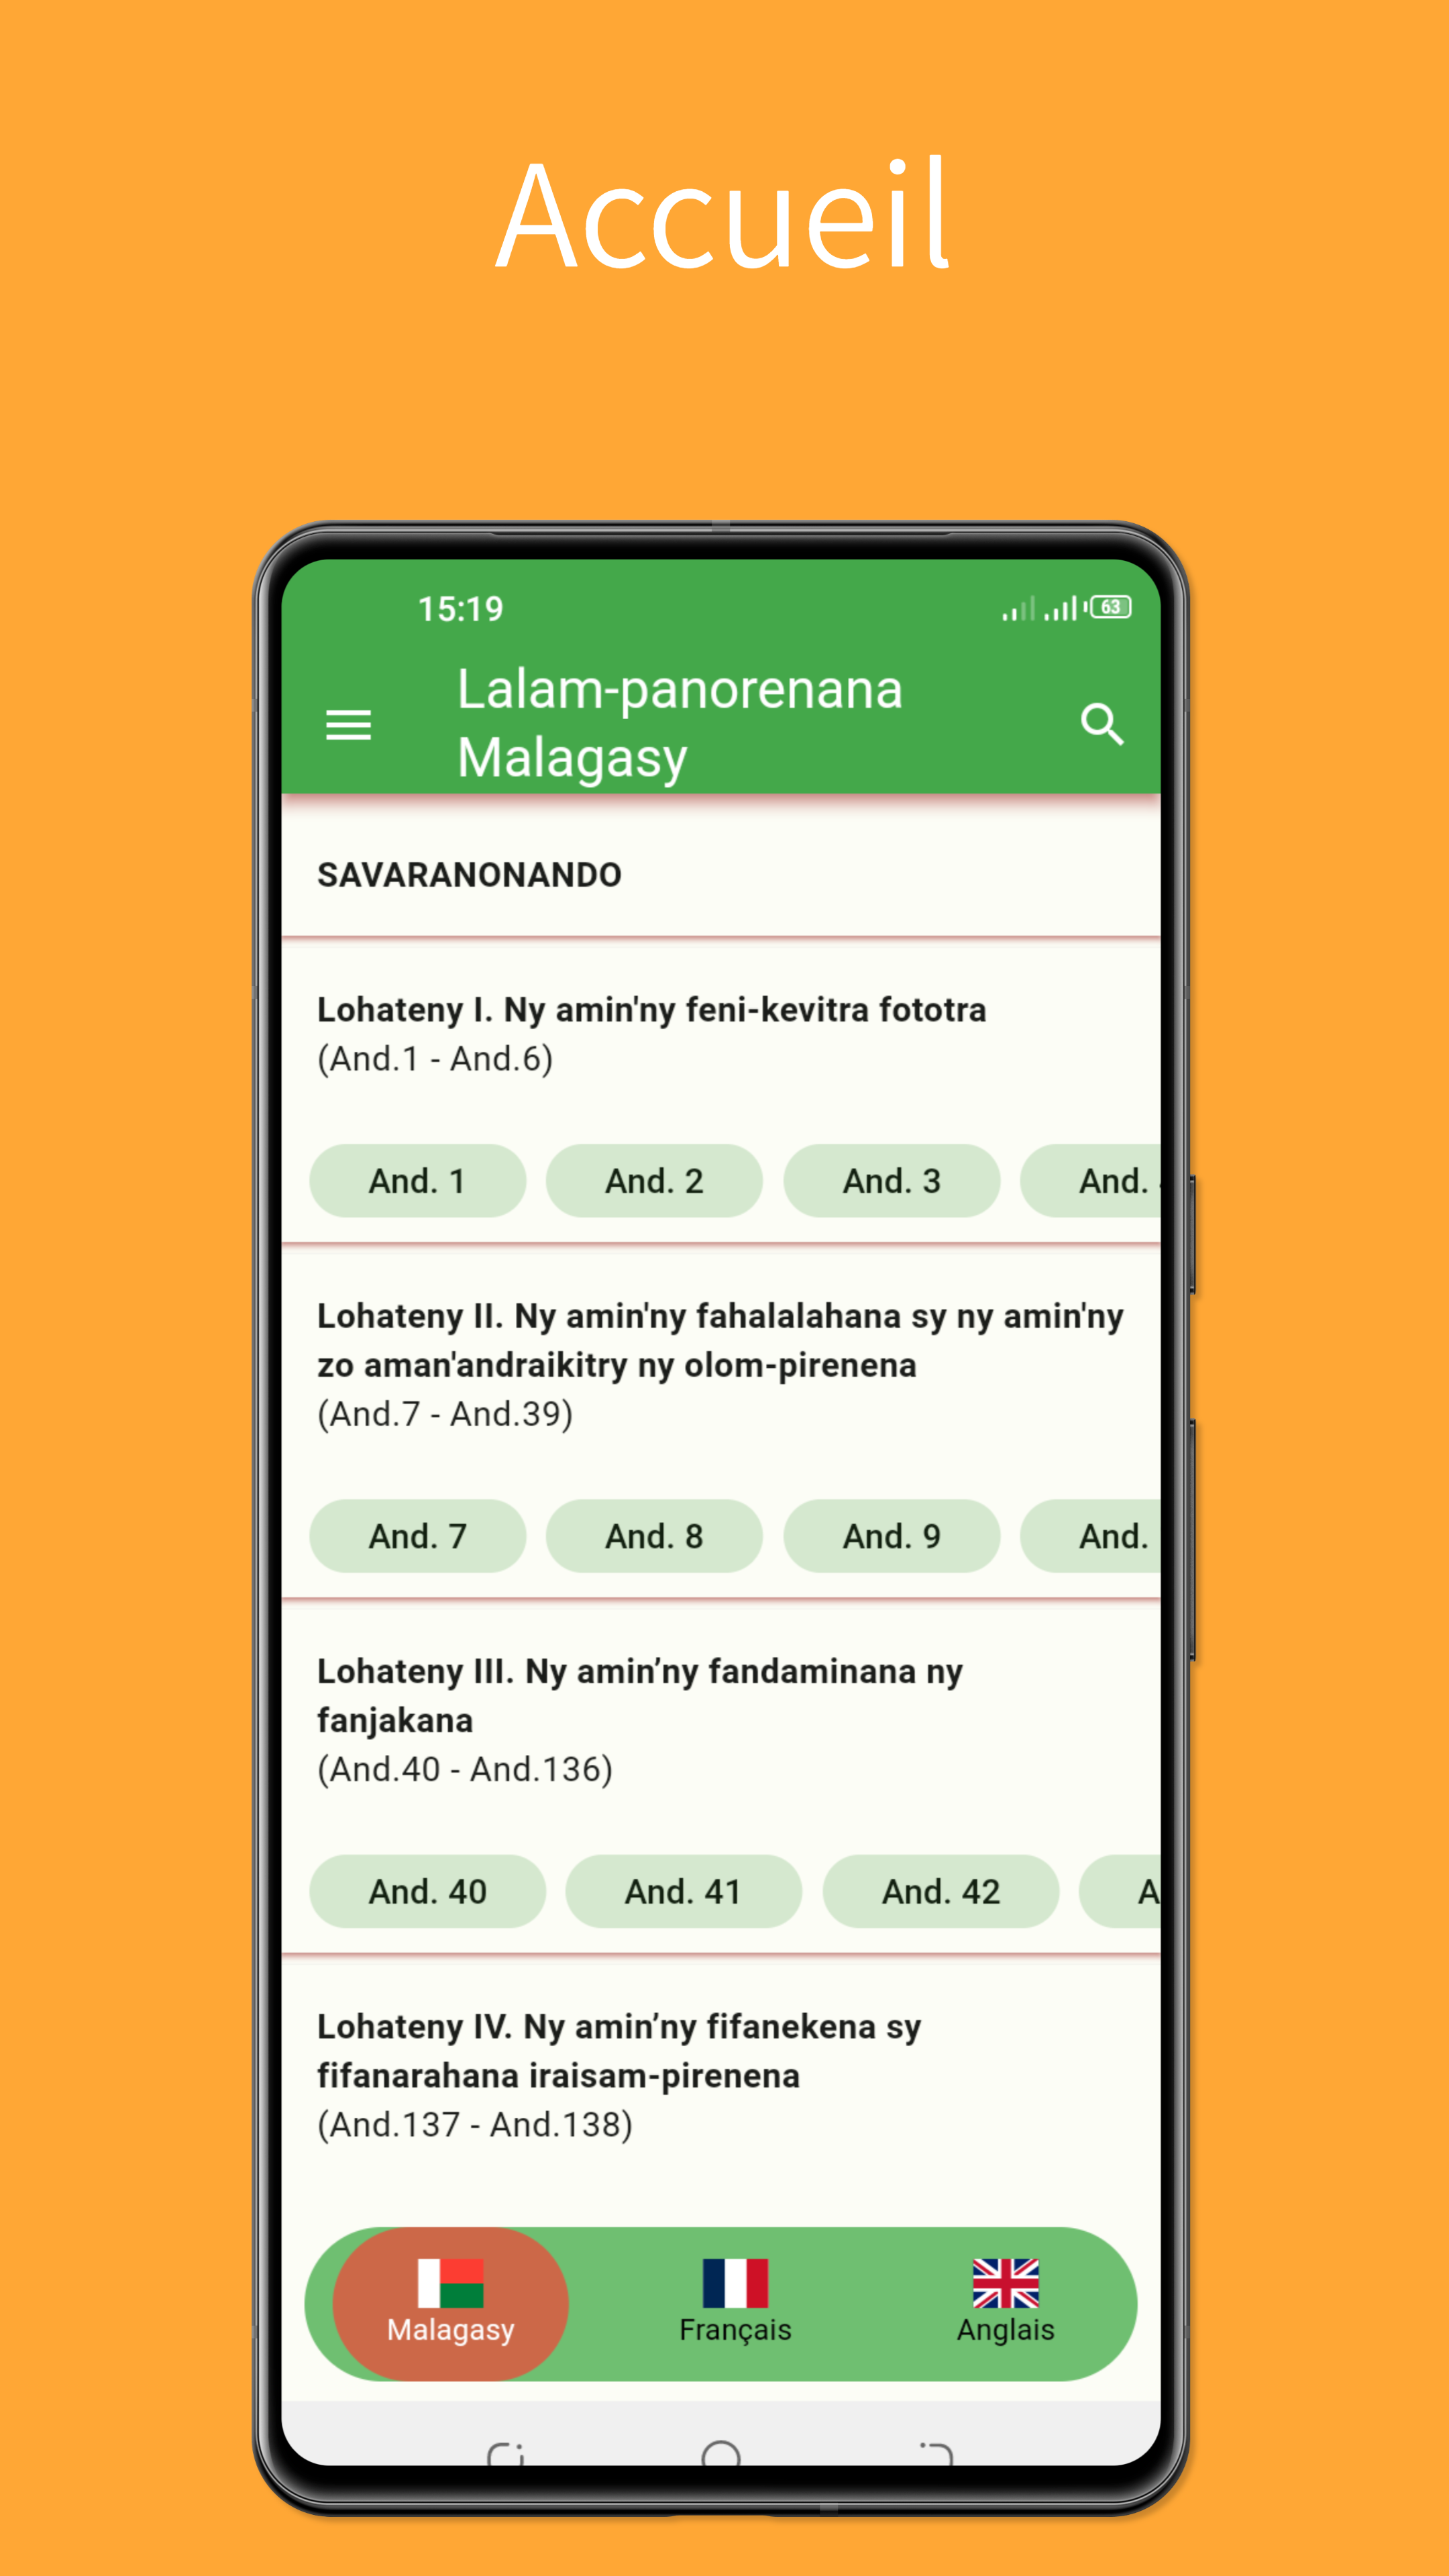 Accueil
15:19
63
Lalam-panorenana
Malagasy
SAVARANONANDO
Lohateny I. Ny amin'ny feni-kevitra fototra
(And.1 - And.6)
And. 1 And. 2 And. 3 And.
Lohateny II. Ny amin'ny fahalalahana sy ny amin'ny
zo aman'andraikitry ny olom-pirenena
(And.7 - And.39)
And. 7 And. 8 And. 9 And.
Lohateny III. Ny amin’ny fandaminana ny
fanjakana
(And.40 - And.136)
And. 40 And. 41 And. 42 A
Lohateny IV. Ny amin’ny fifanekena sy
fifanarahana iraisam-pirenena
(And.137 - And.138)
Malagasy Français Anglais